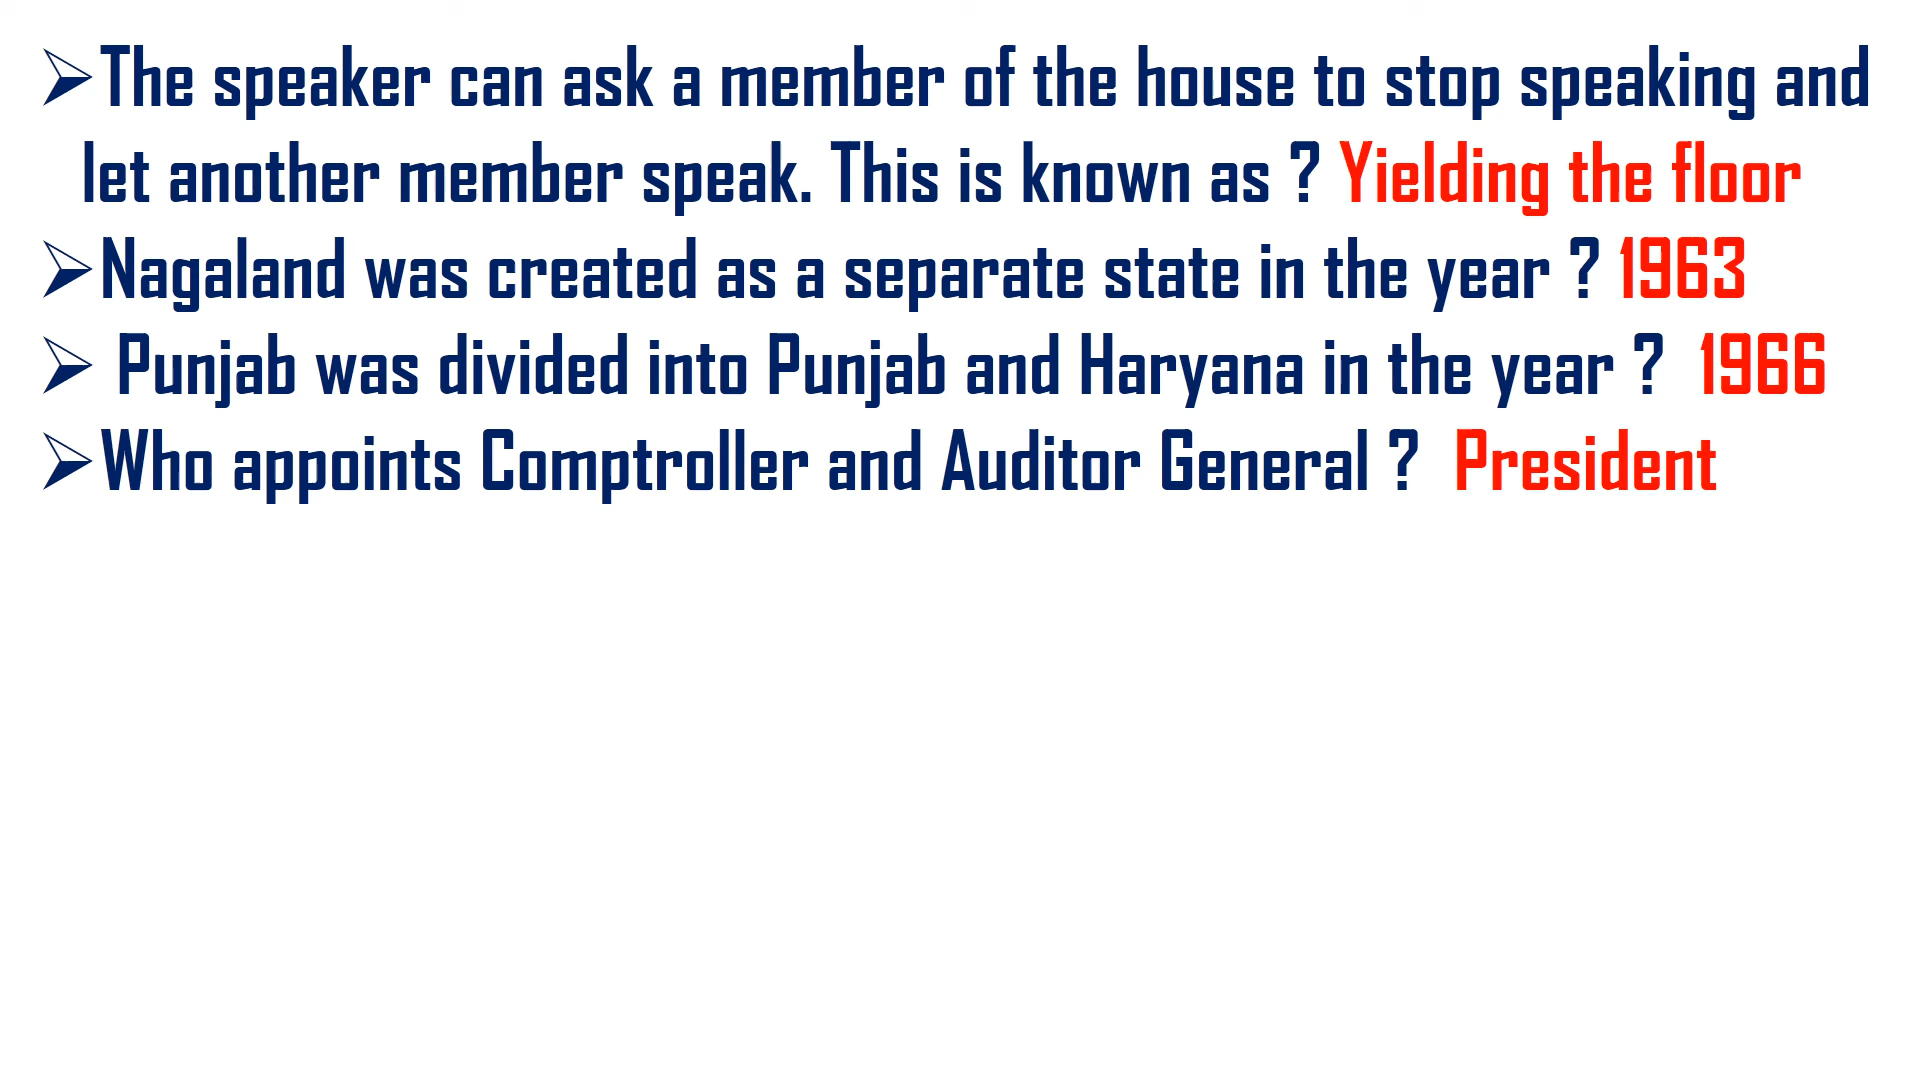 ➢The speaker can ask a member of the house to stop speaking and
let another member speak. This is known as ? Yielding the floor
➢Nagaland was created as a separate state in the year ? 1963
➢ Punjab was divided into Punjab and Haryana in the year ? 1966
➢Who appoints Comptroller and Auditor General ? President